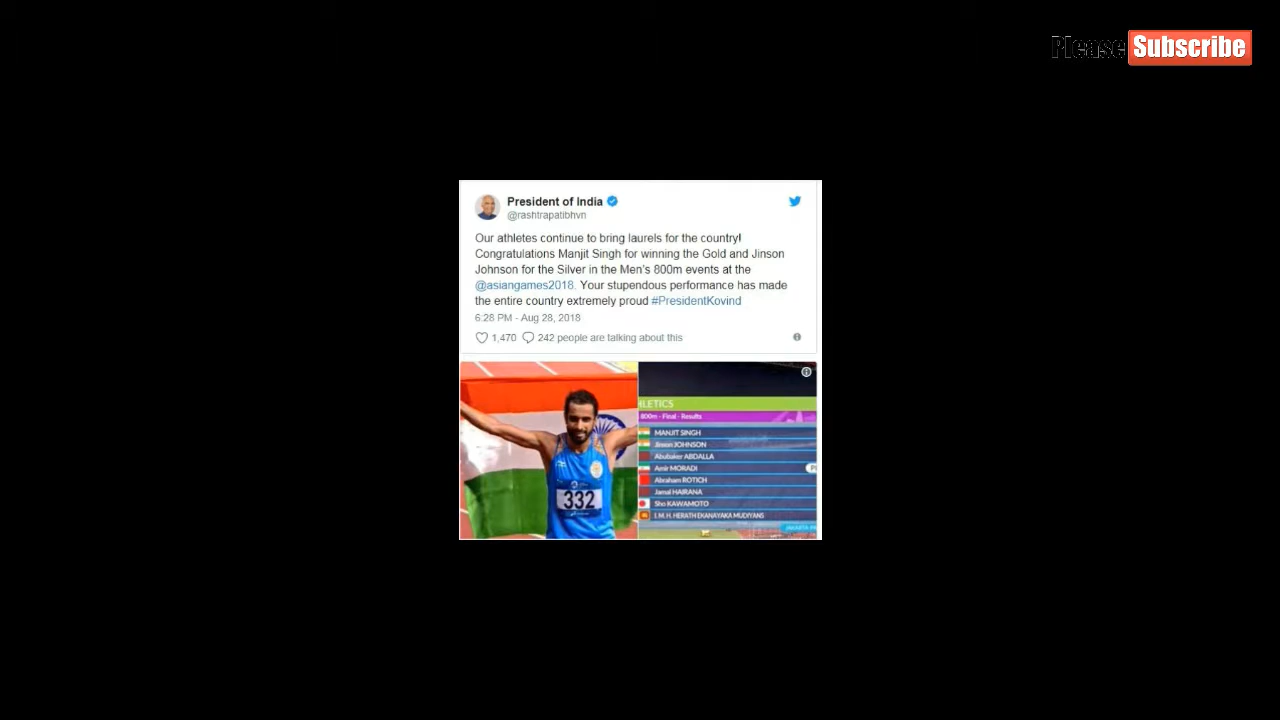 Please Subscribe
President of India
@rashtrapatibhvn
Our athletes continue to bring laurels for the country!
Congratulations Manjit Singh for winning the Gold and Jinson
Johnson for the Silver in the Men's 800m events at the
@asiangames2018. Your stupendous performance has made
the entire country extremely proud #PresidentKovind
6:28 PM - Aug 28, 2018
1,470 242 people are talking about this
332
HLETICS
800m - Final - Results
MANJIT SINGH
Jinson JOHNSON
Abubaker ABDALLA
Amir MORADI
Abraham ROTICH
Jamal HAIRANA
Sho KAWAMOTO
I. M. H. HERATH EKANAYAKA MUDIYANS